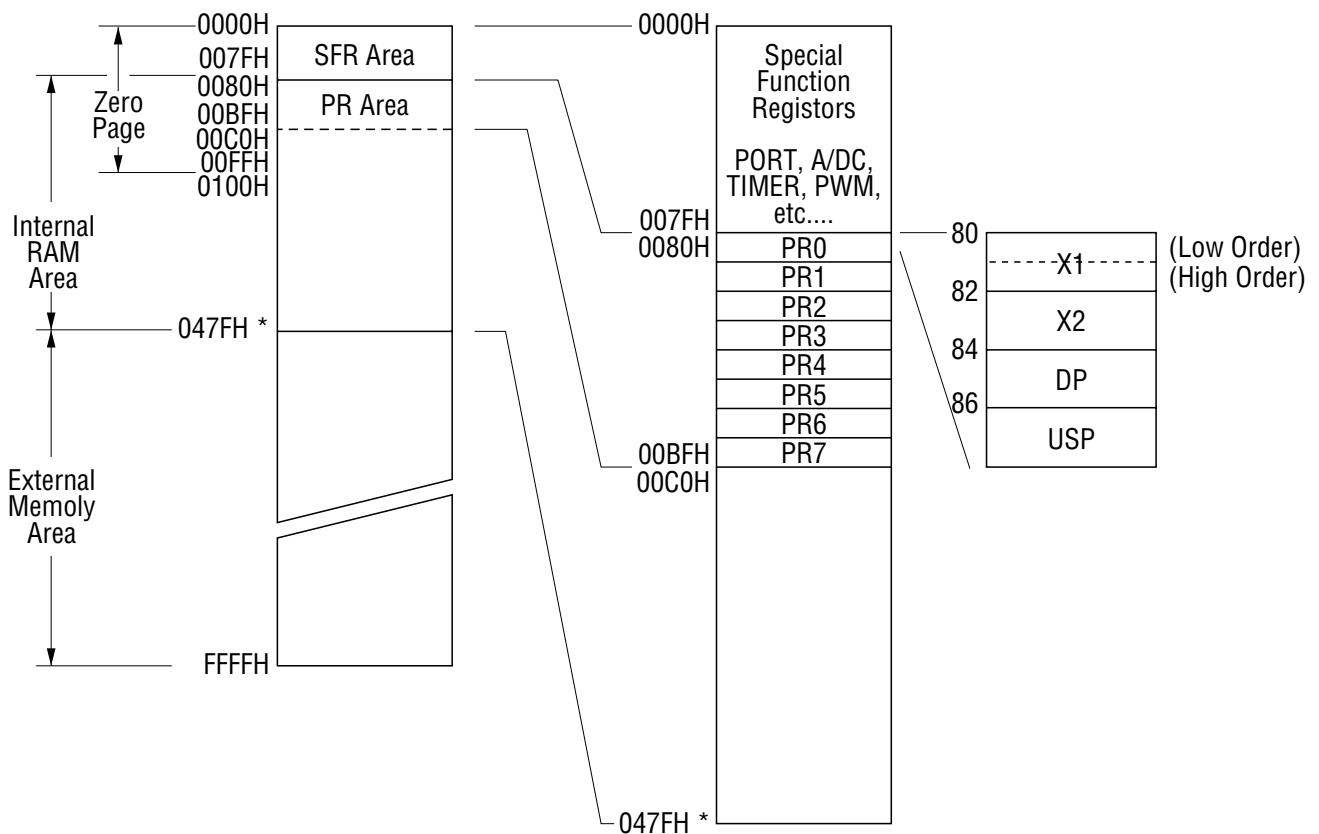 0000H
007FH
0080H
00BFH
00C0H
00FFH
0100H
047FH *
FFFFH
Zero
Page
Internal
RAM
Area
External
Memoly
Area
SFR Area
PR Area
0000H
007FH
0080H
00BFH
00C0H
047FH *
Special
Function
Registors
PORT, A/DC,
TIMER, PWM,
etc....
PR0
PR1
PR2
PR3
PR4
PR5
PR6
PR7
80
82
84
86
X1
X2
DP
USP
(Low Order)
(High Order)